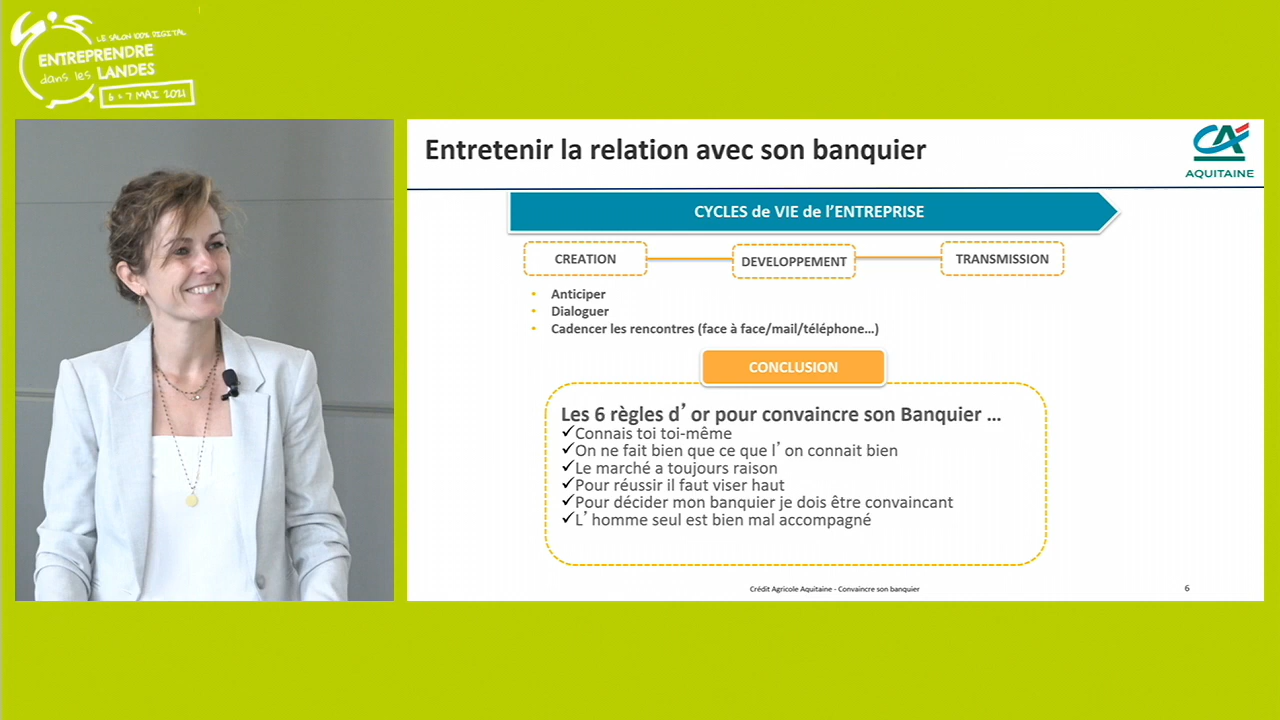 LE SALON 100% DIGITAL
ENTREPRENDRE
dans les LANDES
6 & 7 MAI 2021
Entretenir la relation avec son banquier
CA
AQUITAINE
CYCLES de VIE de l’ENTREPRISE
CREATION
DEVELOPPEMENT
TRANSMISSION
• Anticiper
• Dialoguer
• Cadencer les rencontres (face à face/mail/téléphone…)
CONCLUSION
Les 6 règles d’ or pour convaincre son Banquier …
✓Connais toi toi-même
✓On ne fait bien que ce que l’ on connait bien
✓Le marché a toujours raison
✓Pour réussir il faut viser haut
✓Pour décider mon banquier je dois être convaincant
✓L’ homme seul est bien mal accompagné
Crédit Agricole Aquitaine - Convaincre son banquier
6